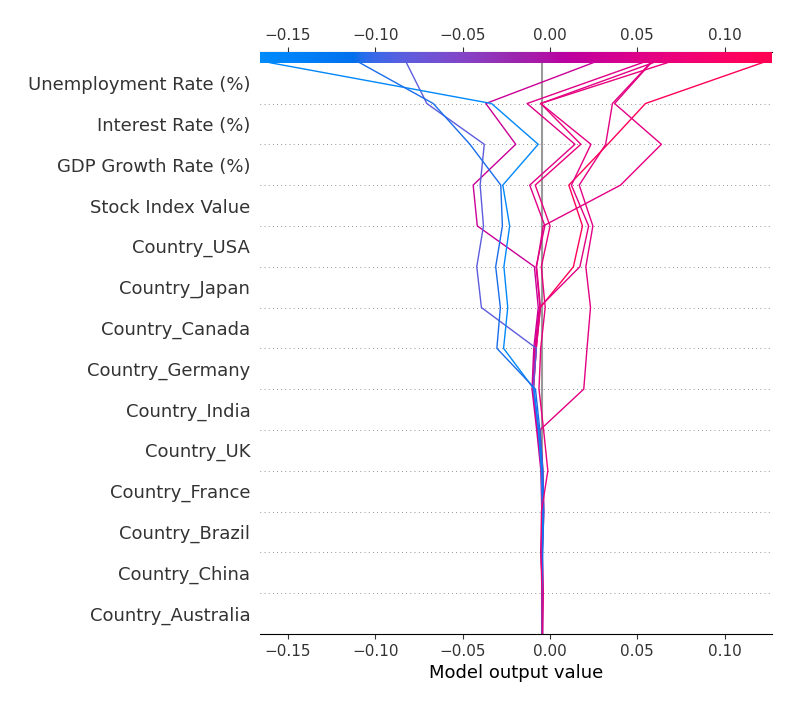 −0.15 −0.10 −0.05 0.00 0.05 0.10
Unemployment Rate (%)
Interest Rate (%)
GDP Growth Rate (%)
Stock Index Value
Country_USA
Country_Japan
Country_Canada
Country_Germany
Country_India
Country_UK
Country_France
Country_Brazil
Country_China
Country_Australia
−0.15 −0.10 −0.05 0.00 0.05 0.10
Model output value